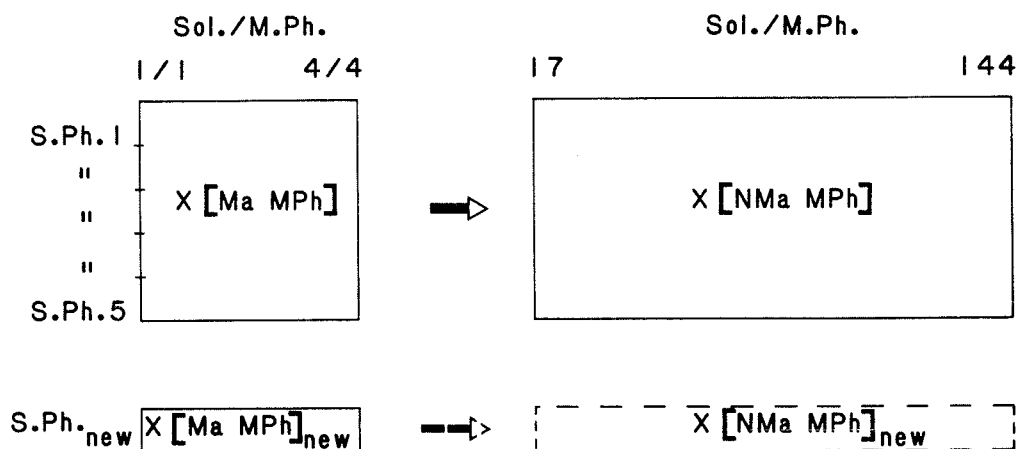 Sol./M.Ph. Sol./M.Ph.
1/1 4/4 17 144
S.Ph.1
"
X [Ma MPh] X [NMa MPh]
"
"
S.Ph.5
S.Ph.new X [Ma MPh]new X [NMa MPh]new